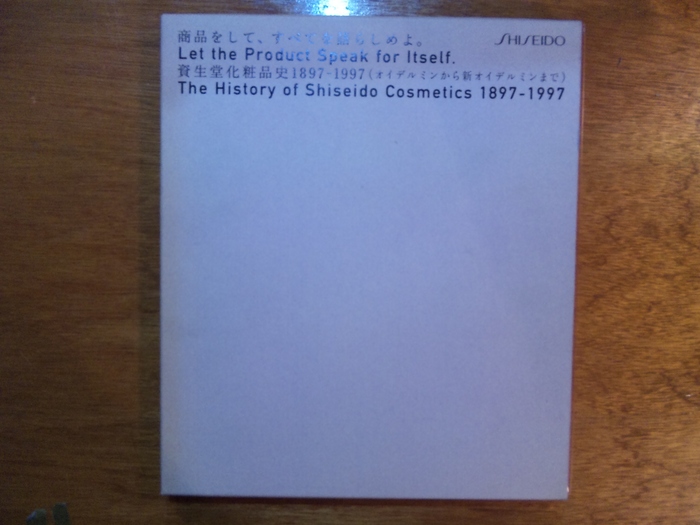 商品をして、すべてを語らしめよ。 SHISEIDO
Let the Product Speak for Itself.
資生堂化粧品史1897-1997(オイデルミンから新オイデルミンまで)
The History of Shiseido Cosmetics 1897-1997